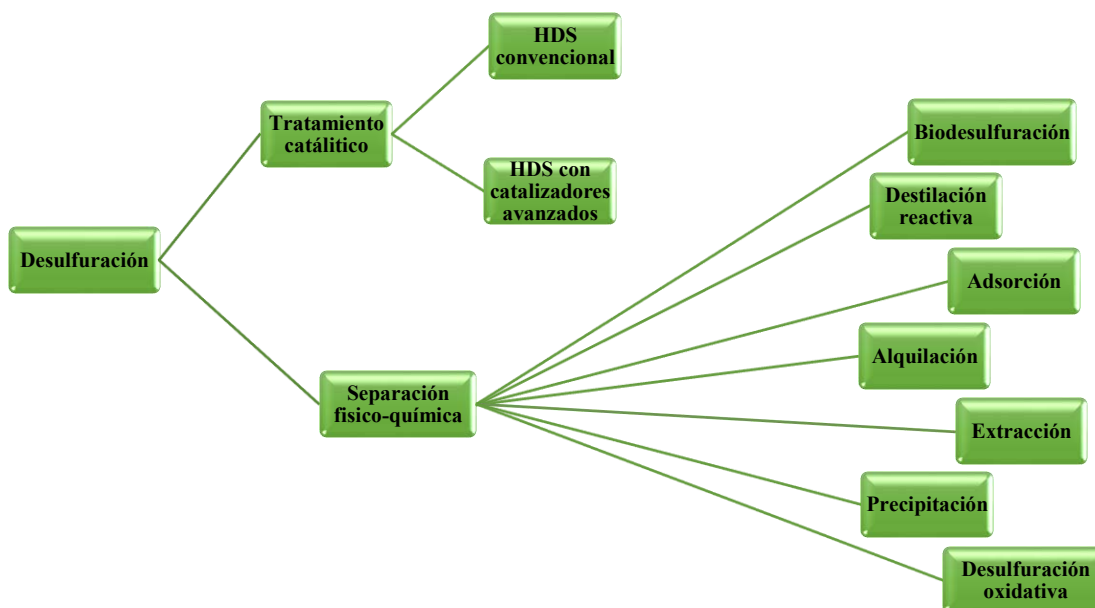 Desulfuración
Tratamiento
catálitico
HDS
convencional
HDS con
catalizadores
avanzados
Separación
fisico-química
Biodesulfuración
Destilación
reactiva
Adsorción
Alquilación
Extracción
Precipitación
Desulfuración
oxidativa